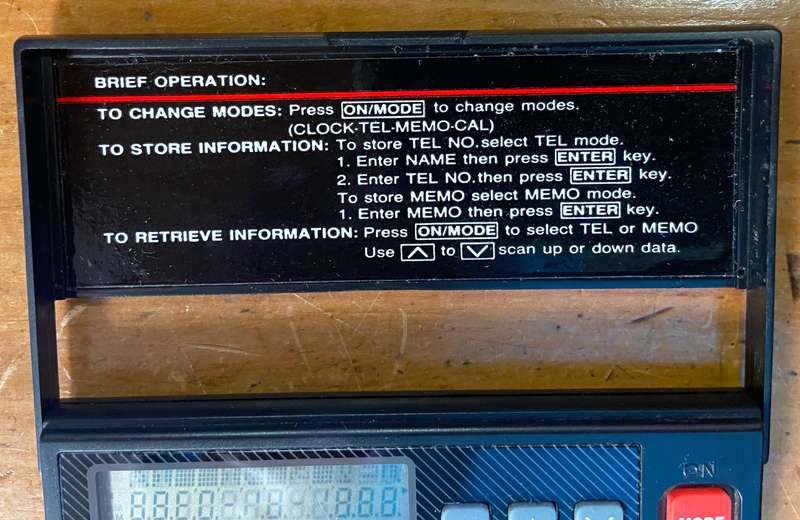 BRIEF OPERATION:
TO CHANGE MODES: Press ON/MODE to change modes.
(CLOCK-TEL-MEMO-CAL)
TO STORE INFORMATION: To store TEL NO.select TEL mode.
1. Enter NAME then press ENTER key.
2. Enter TEL NO.then press ENTER key.
To store MEMO select MEMO mode.
1. Enter MEMO then press ENTER key.
TO RETRIEVE INFORMATION: Press ON/MODE to select TEL or MEMO
Use ∧ to ∨ scan up or down data.
ON
MODE